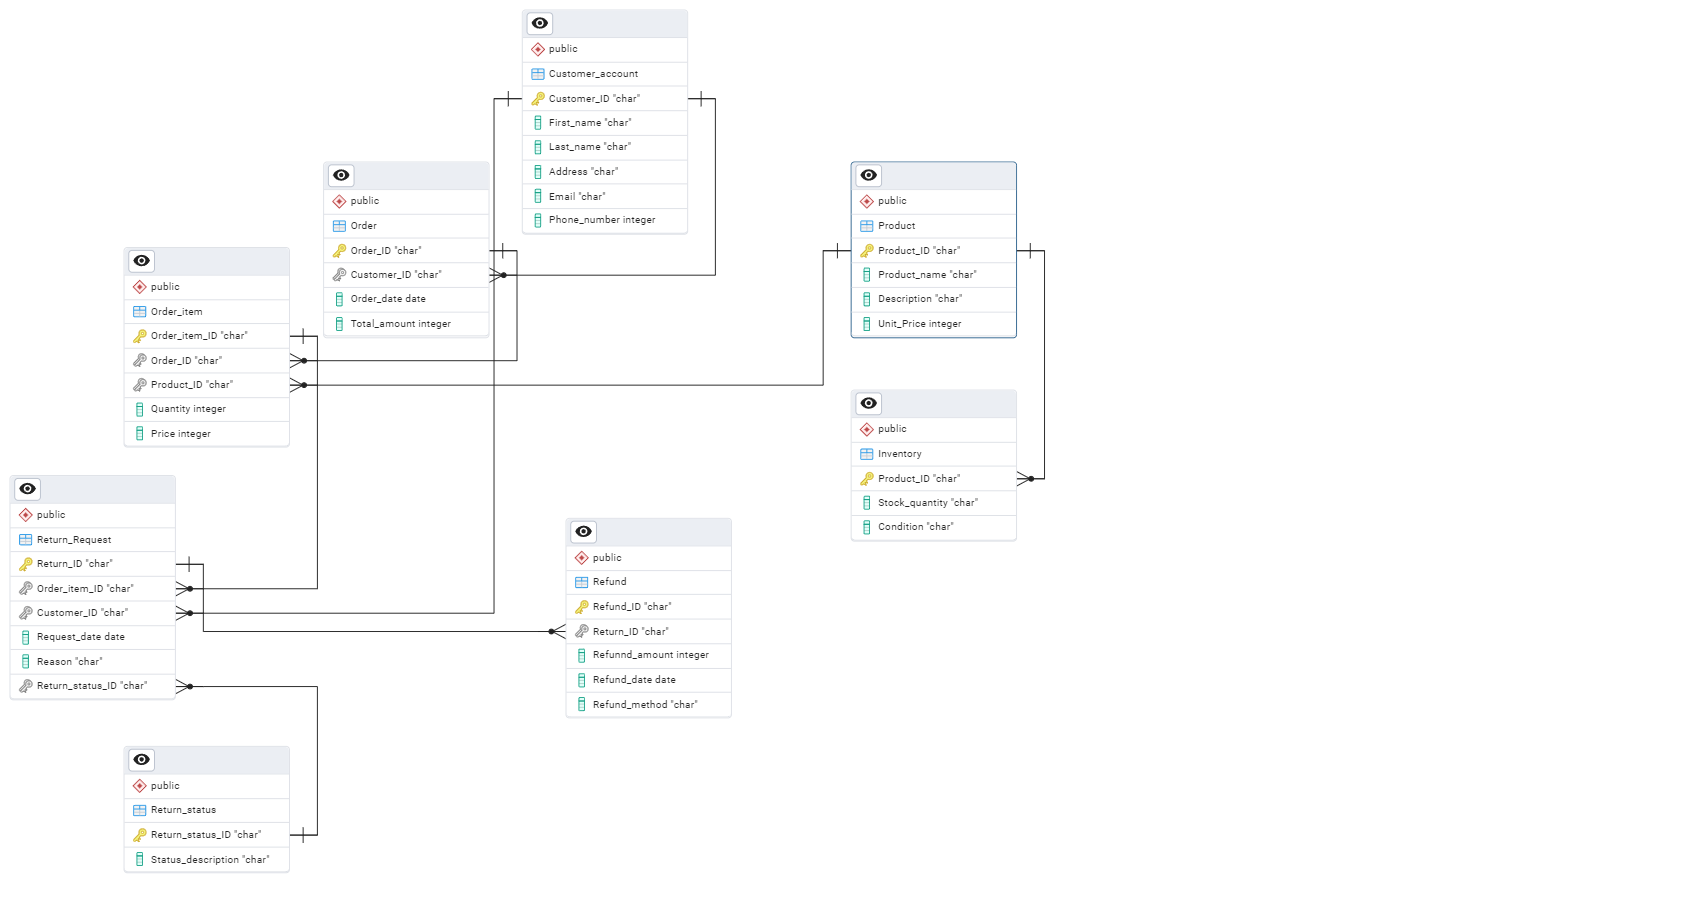 public
Customer_account
Customer_ID "char"
First_name "char"
Last_name "char"
Address "char"
Email "char"
Phone_number integer
public
Order
Order_ID "char"
Customer_ID "char"
Order_date date
Total_amount integer
public
Product
Product_ID "char"
Product_name "char"
Description "char"
Unit_Price integer
public
Order_item
Order_item_ID "char"
Order_ID "char"
Product_ID "char"
Quantity integer
Price integer
public
Inventory
Product_ID "char"
Stock_quantity "char"
Condition "char"
public
Return_Request
Return_ID "char"
Order_item_ID "char"
Customer_ID "char"
Request_date date
Reason "char"
Return_status_ID "char"
public
Refund
Refund_ID "char"
Return_ID "char"
Refunnd_amount integer
Refund_date date
Refund_method "char"
public
Return_status
Return_status_ID "char"
Status_description "char"